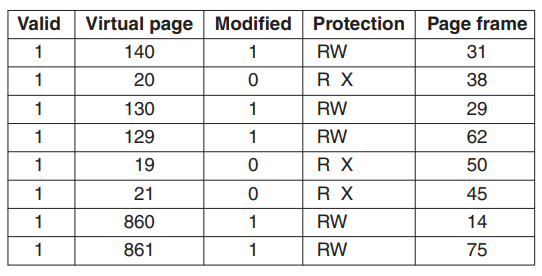 Valid Virtual page Modified Protection Page frame
1 140 1 RW 31
1 20 0 R X 38
1 130 1 RW 29
1 129 1 RW 62
1 19 0 R X 50
1 21 0 R X 45
1 860 1 RW 14
1 861 1 RW 75